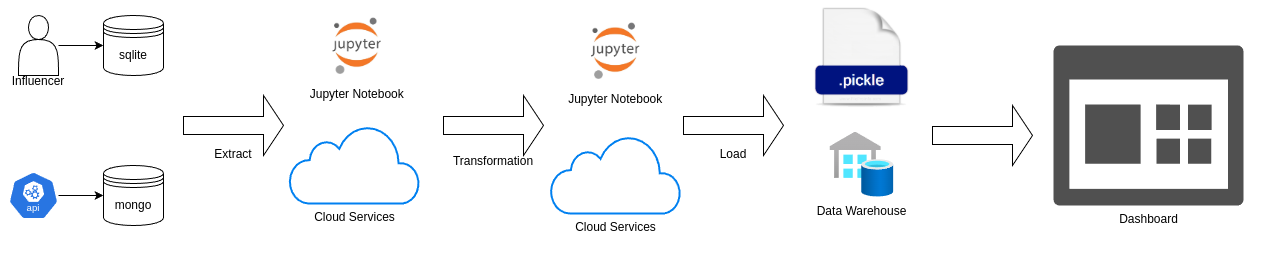 Influencer
sqlite
api
mongo
Extract
jupyter
Jupyter Notebook
Cloud Services
Transformation
jupyter
Jupyter Notebook
Cloud Services
Load
.pickle
Data Warehouse
Dashboard